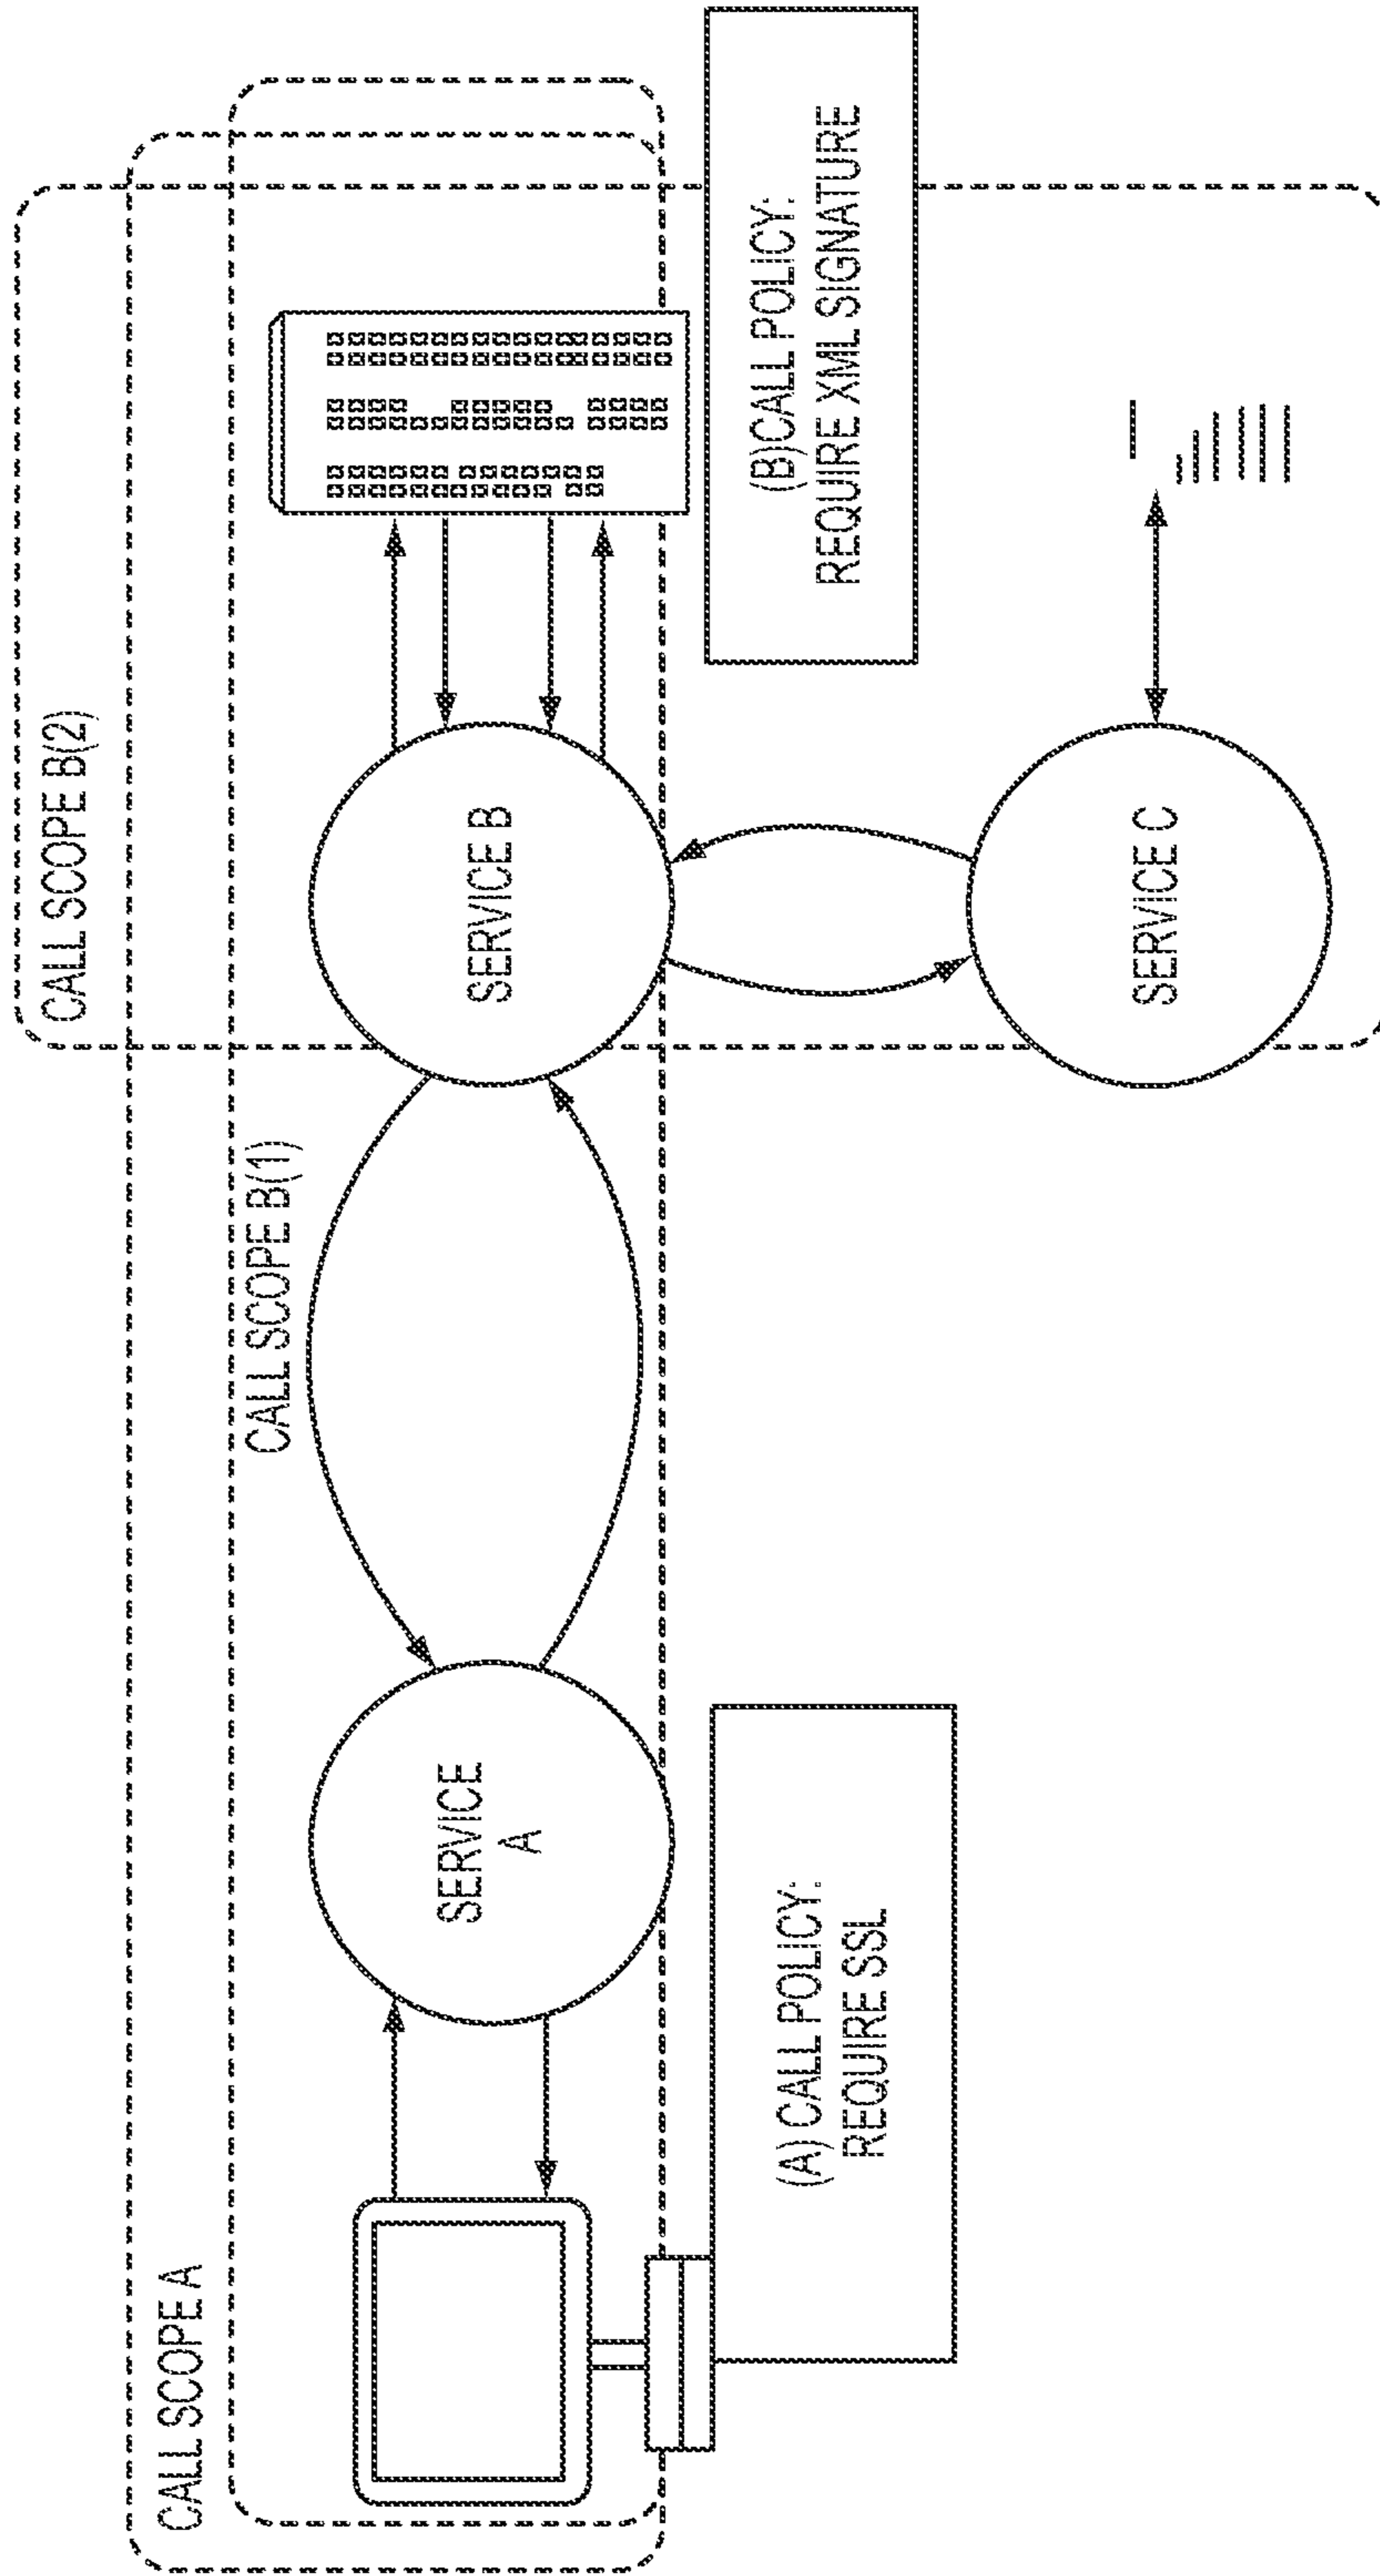 CALL SCOPE A
CALL SCOPE B(1)
CALL SCOPE B(2)
SERVICE
A
SERVICE B
SERVICE C
(A) CALL POLICY:
REQUIRE SSL
(B)CALL POLICY:
REQUIRE XML SIGNATURE